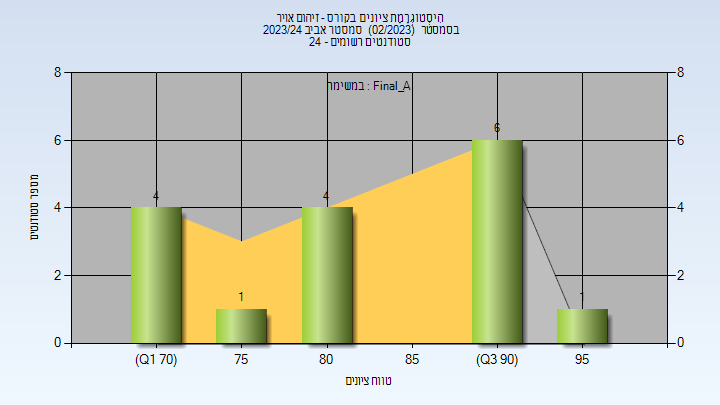 היסטוגרמת ציונים בקורס - זיהום אויר
בסמסטר (02/2023) סמסטר אביב 2023/24
סטודנטים רשומים - 24
במשימה : Final_A
מספר סטודנטים
8 8
6 6
4 4
2 2
0 0
4 1 4 6 1
(Q1 70) 75 80 85 (Q3 90) 95
טווח ציונים